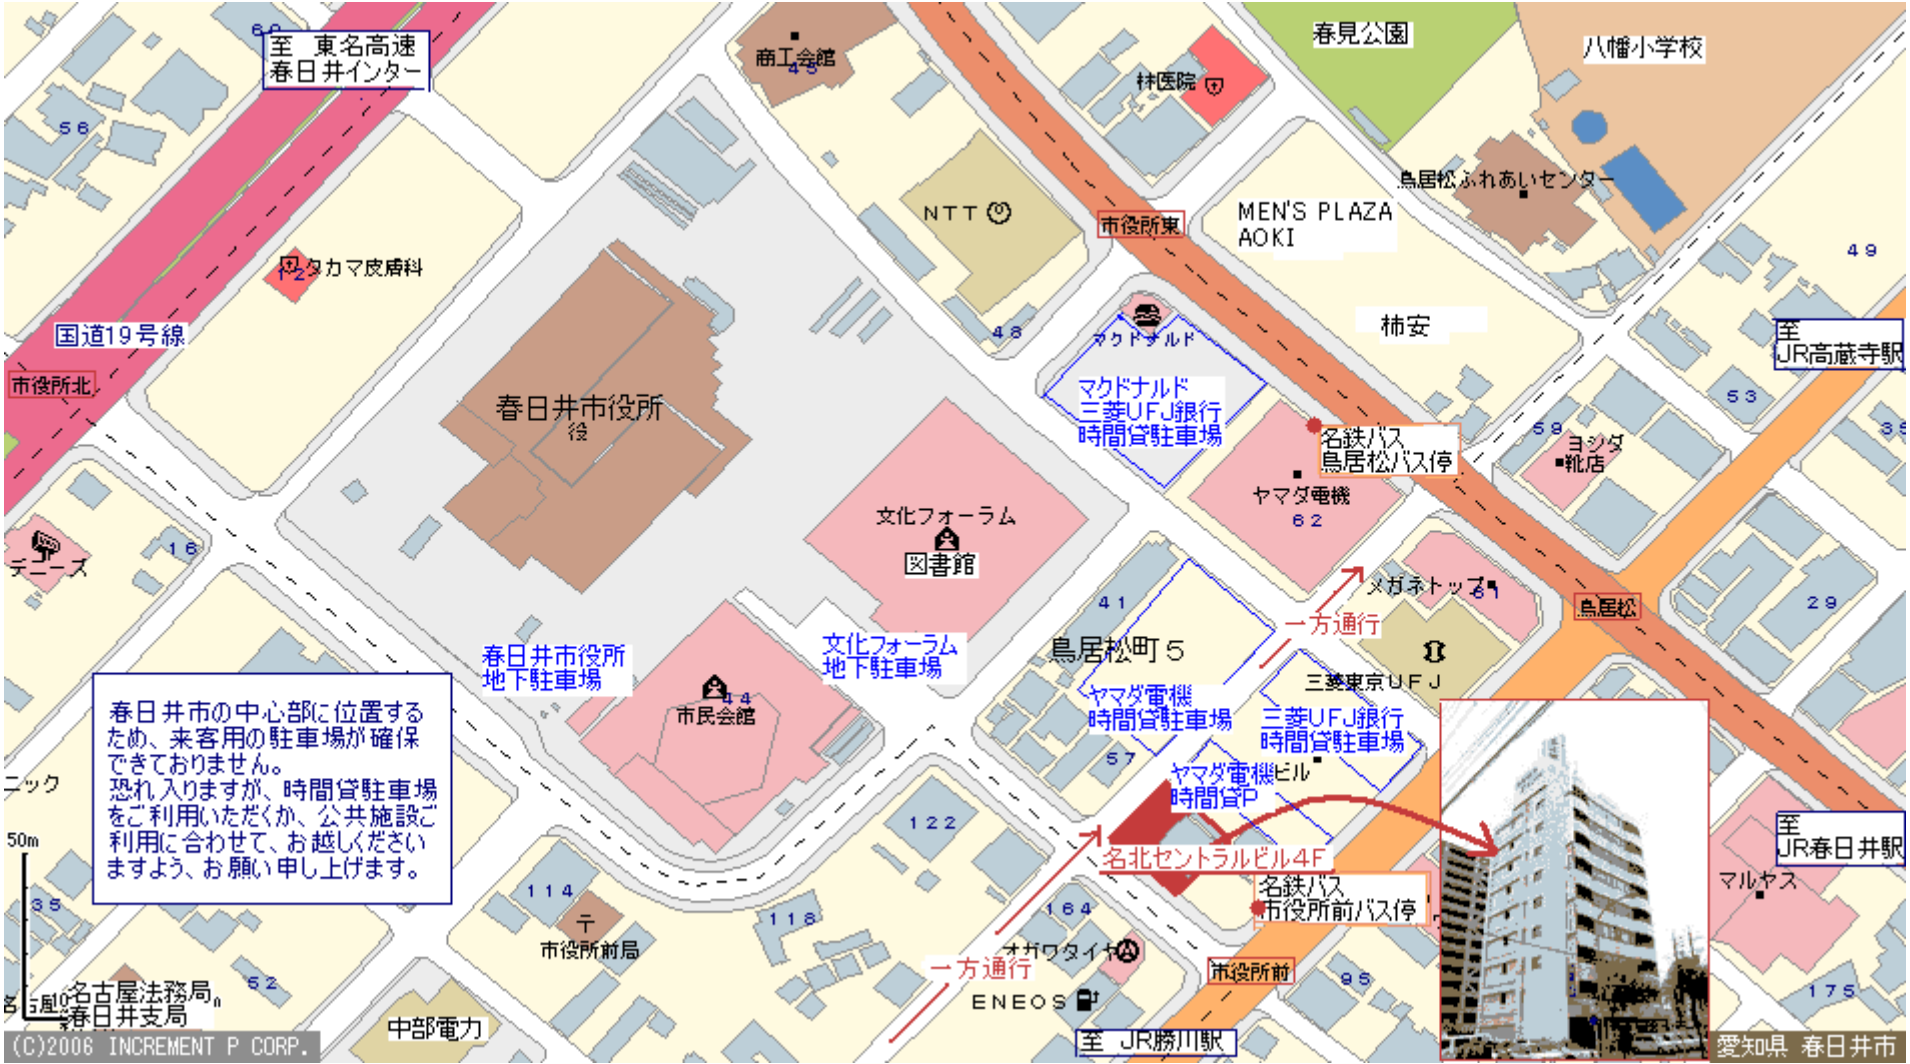 60
至 東名高速
春日井インター
商工会館
45
春見公園
八幡小学校
林医院
56
鳥居松ふれあいセンター
NTT
市役所東
MEN'S PLAZA
AOKI
49
タカマ皮膚科
12
国道19号線
48
マクドナルド
柿安
至
JR高蔵寺駅
市役所北
マクドナルド
三菱UFJ銀行
時間貸駐車場
春日井市役所
役
53
名鉄バス
鳥居松バス停
59
ヨシダ
靴店
ヤマダ電機
62
文化フォーラム
図書館
16
デニーズ
メガネトップ
61
41
一方通行
鳥居松
29
鳥居松町5
春日井市役所
地下駐車場
文化フォーラム
地下駐車場
三菱東京UFJ
44
市民会館
ヤマダ電機
時間貸駐車場
三菱UFJ銀行
時間貸駐車場
春日井市の中心部に位置する
ため、来客用の駐車場が確保
できておりません。
恐れ入りますが、時間貸駐車場
をご利用いただくか、公共施設ご
利用に合わせて、お越しください
ますよう、お願い申し上げます。
57
ビル
ヤマダ電機
時間貸P
ニック
122
50m
至
JR春日井駅
名北セントラルビル4F
マルヤス
名鉄バス
市役所前バス停
114
35
118
164
〒
市役所前局
オガワタイヤ
一方通行
市役所前
95
52
175
ENEOS
名古屋法務局
春日井支局
中部電力
至 JR勝川駅
(C)2006 INCREMENT P CORP.
愛知県 春日井市